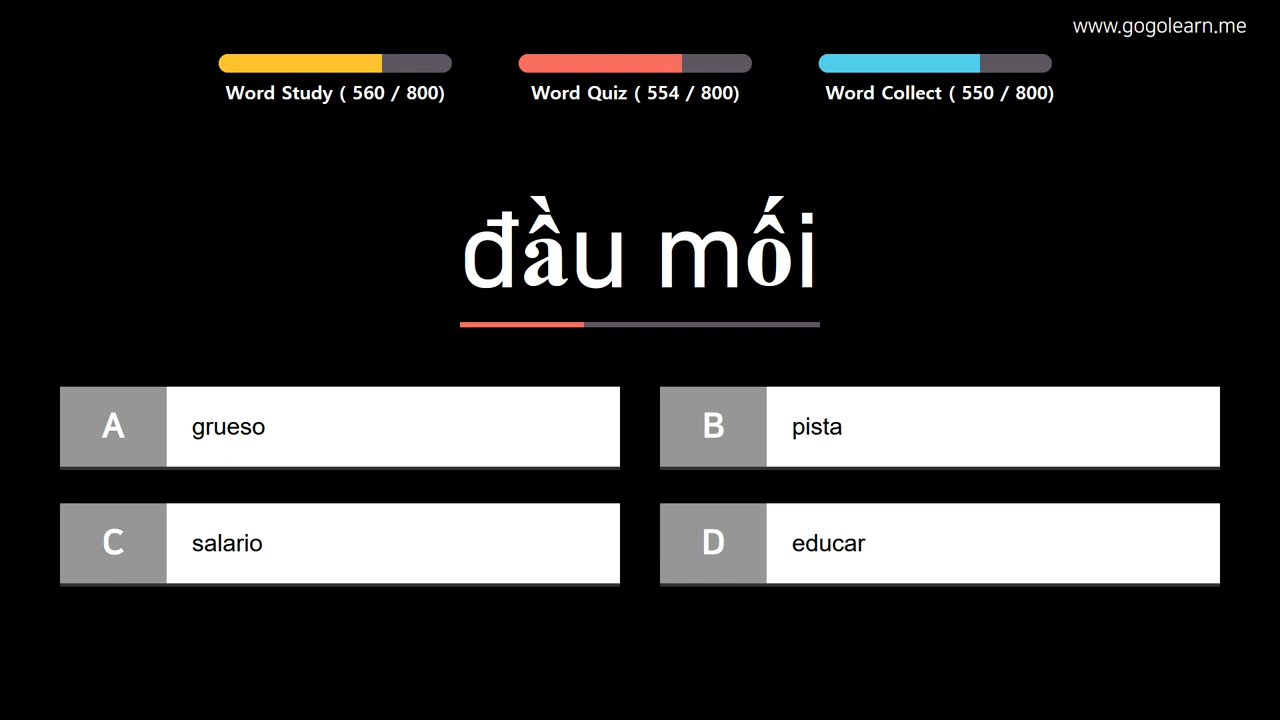 www.gogolearn.me
Word Study ( 560 / 800)
Word Quiz ( 554 / 800)
Word Collect ( 550 / 800)
đầu mối
A grueso
B pista
C salario
D educar